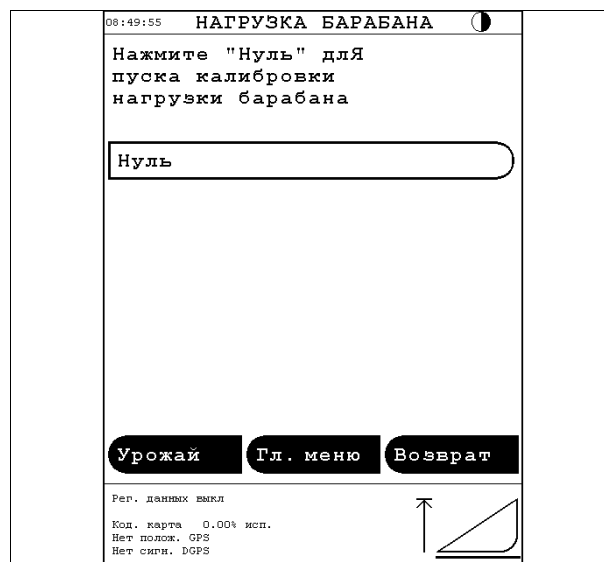 08:49:55 НАГРУЗКА БАРАБАНА
Нажмите "Нуль" длЯ
пуска калибровки
нагрузки барабана
Нуль
Урожай Гл. меню Возврат
Рег. данных выкл
Код. карта 0.00% исп.
Нет полож. GPS
Нет сигн. DGPS